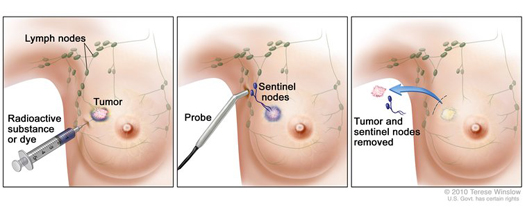 Lymph nodes
Tumor
Radioactive
substance
or dye
Sentinel
nodes
Probe
Tumor and
sentinel nodes
removed
© 2010 Terese Winslow
U.S. Govt. has certain rights